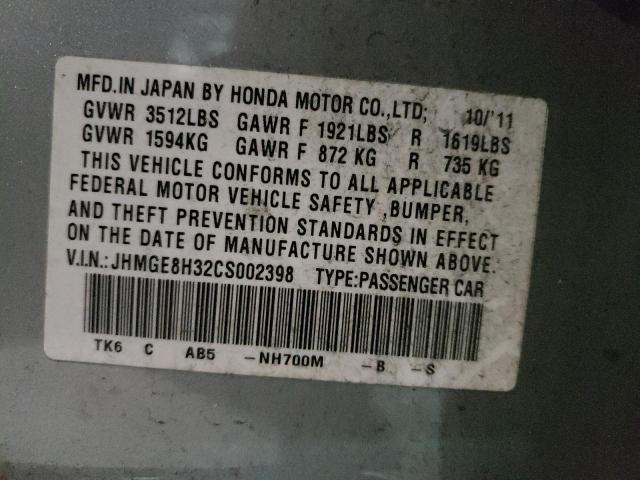 MFD.IN JAPAN BY HONDA MOTOR CO.,LTD; 10/'11
GVWR 3512LBS GAWR F 1921LBS R 1619LBS
GVWR 1594KG GAWR F 872 KG R 735 KG
THIS VEHICLE CONFORMS TO ALL APPLICABLE
FEDERAL MOTOR VEHICLE SAFETY ,BUMPER,
AND THEFT PREVENTION STANDARDS IN EFFECT
ON THE DATE OF MANUFACTURE SHOWN ABOVE.
V.I.N.:JHMGE8H32CS002398 TYPE:PASSENGER CAR
TK6 C AB5 -NH700M -B -S